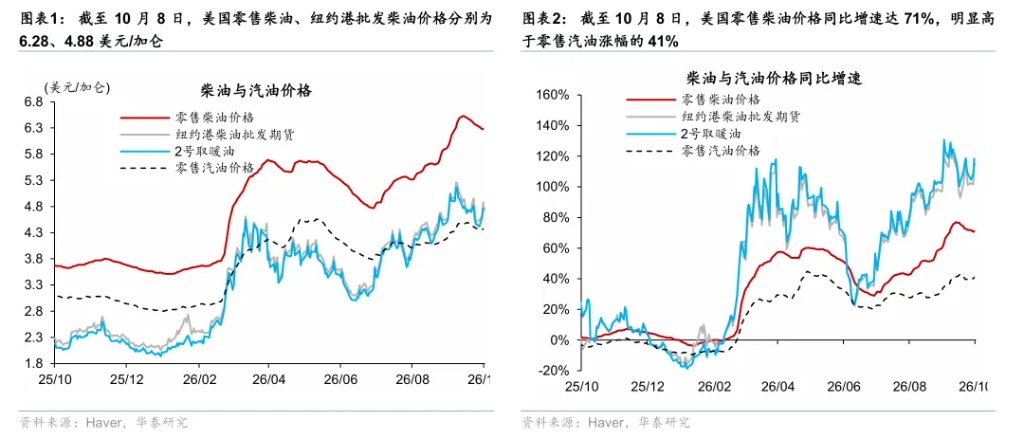 图表1： 截至 10 月 8 日，美国零售柴油、纽约港批发柴油价格分别为
6.28、4.88 美元/加仑
(美元/加仑)
柴油与汽油价格
零售柴油价格
纽约港柴油批发期货
2号取暖油
零售汽油价格
6.8
6.3
5.8
5.3
4.8
4.3
3.8
3.3
2.8
2.3
1.8
25/10
25/12
26/02
26/04
26/06
26/08
26/1
资料来源：Haver，华泰研究
图表2： 截至 10 月 8 日，美国零售柴油价格同比增速达 71%，明显高
于零售汽油涨幅的 41%
柴油与汽油价格同比增速
零售柴油价格
纽约港柴油批发期货
2号取暖油
零售汽油价格
160%
140%
120%
100%
80%
60%
40%
20%
0%
-20%
25/10
25/12
26/02
26/04
26/06
26/08
26/10
资料来源：Haver，华泰研究